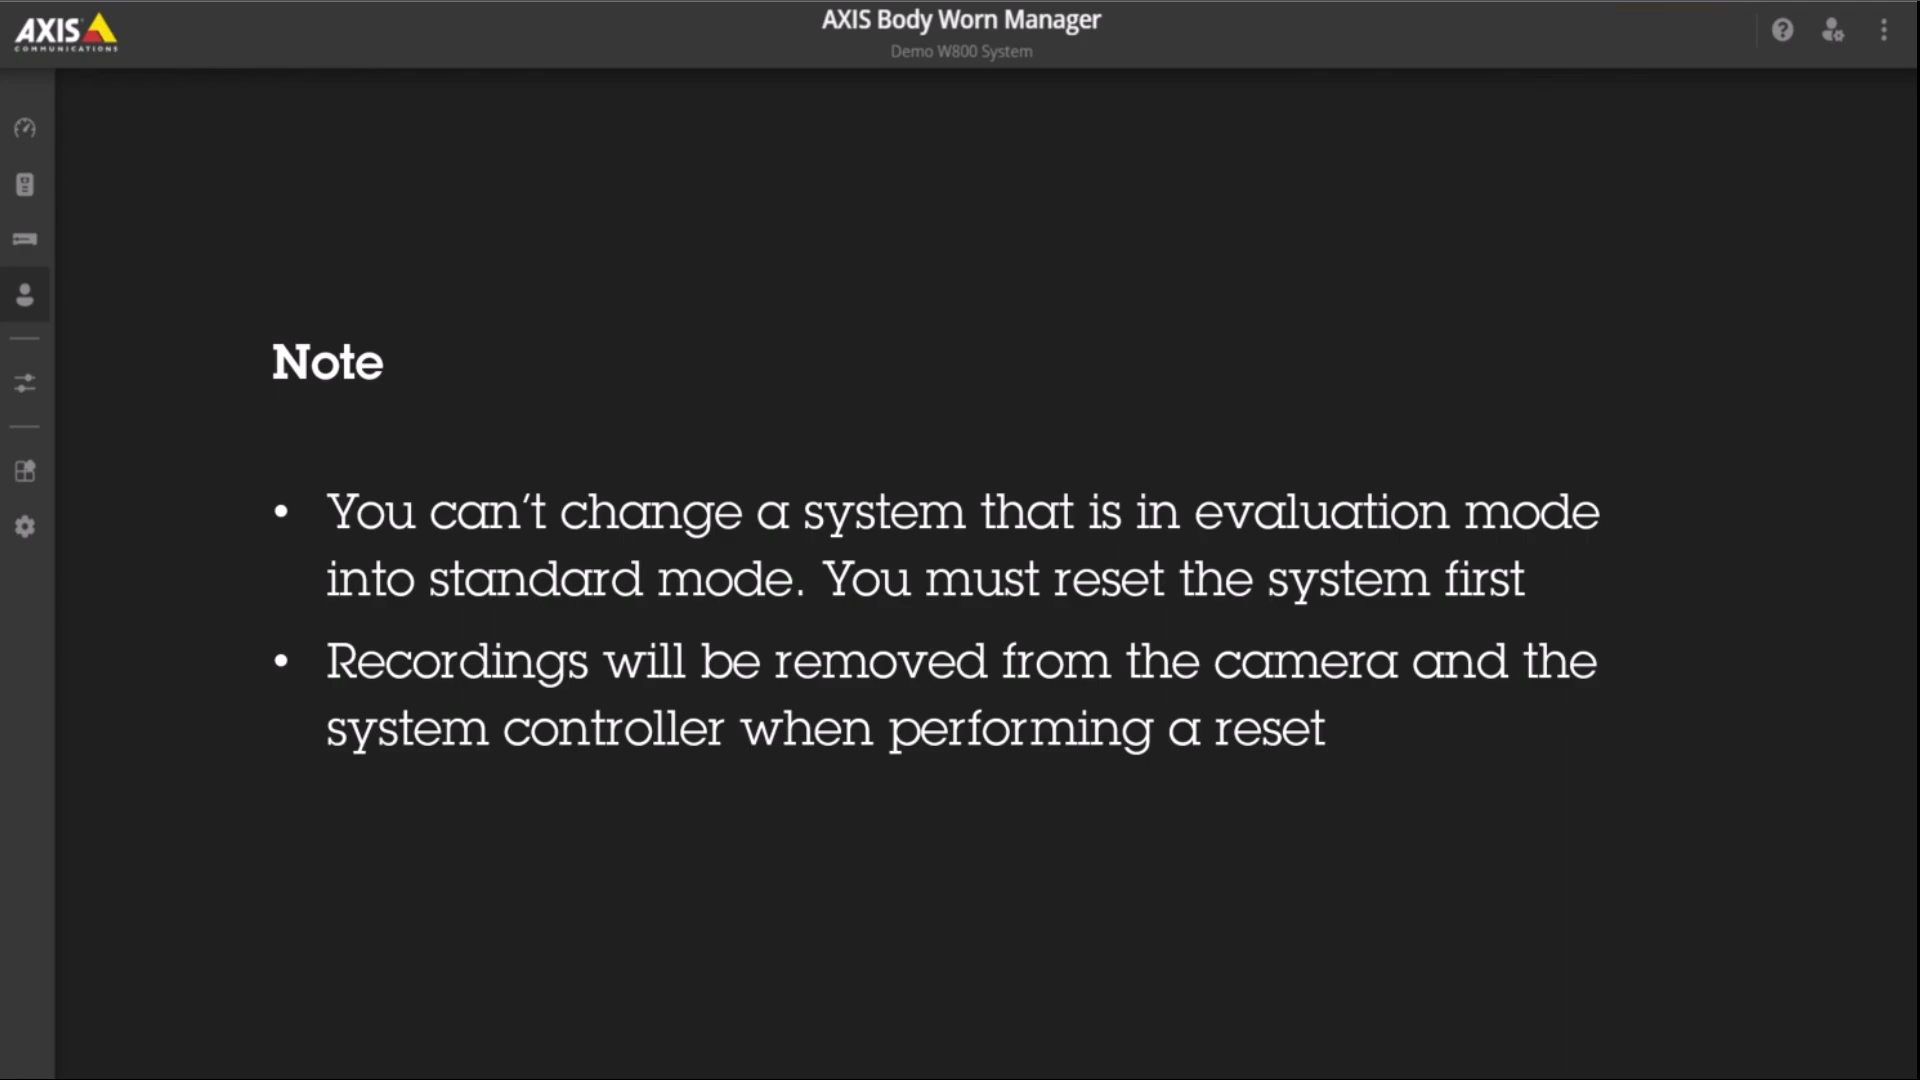 AXIS
COMMUNICATIONS
AXIS Body Worn Manager
Demo W800 System
Note
• You can't change a system that is in evaluation mode
into standard mode. You must reset the system first
• Recordings will be removed from the camera and the
system controller when performing a reset